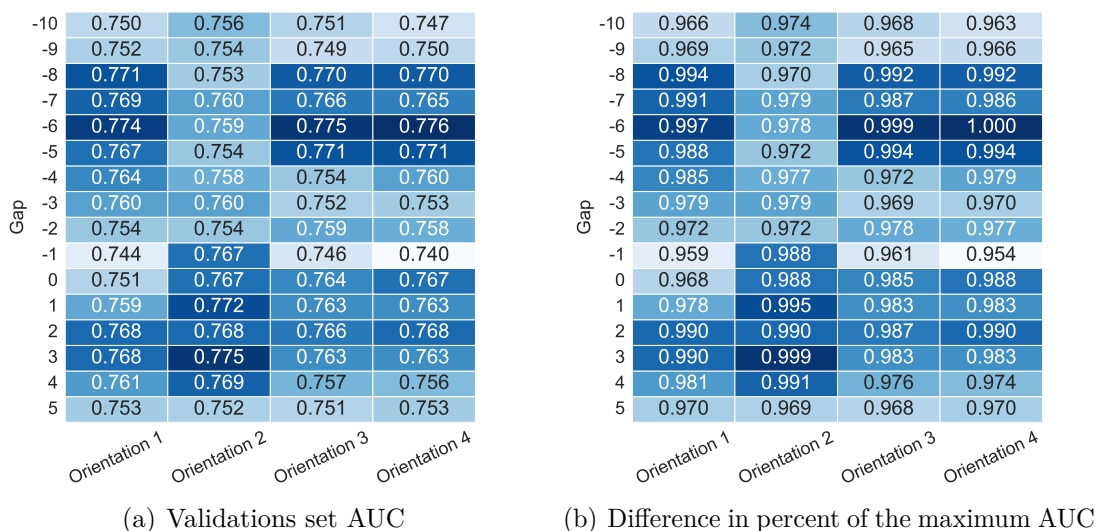 -10 0.750 0.756 0.751 0.747
-9 0.752 0.754 0.749 0.750
-8 0.771 0.753 0.770 0.770
-7 0.769 0.760 0.766 0.765
-6 0.774 0.759 0.775 0.776
-5 0.767 0.754 0.771 0.771
-4 0.764 0.758 0.754 0.760
-3 0.760 0.760 0.752 0.753
-2 0.754 0.754 0.759 0.758
-1 0.744 0.767 0.746 0.740
0 0.751 0.767 0.764 0.767
1 0.759 0.772 0.763 0.763
2 0.768 0.768 0.766 0.768
3 0.768 0.775 0.763 0.763
4 0.761 0.769 0.757 0.756
5 0.753 0.752 0.751 0.753
Gap
Orientation 1 Orientation 2 Orientation 3 Orientation 4
(a) Validations set AUC
-10 0.966 0.974 0.968 0.963
-9 0.969 0.972 0.965 0.966
-8 0.994 0.970 0.992 0.992
-7 0.991 0.979 0.987 0.986
-6 0.997 0.978 0.999 1.000
-5 0.988 0.972 0.994 0.994
-4 0.985 0.977 0.972 0.979
-3 0.979 0.979 0.969 0.970
-2 0.972 0.972 0.978 0.977
-1 0.959 0.988 0.961 0.954
0 0.968 0.988 0.985 0.988
1 0.978 0.995 0.983 0.983
2 0.990 0.990 0.987 0.990
3 0.990 0.999 0.983 0.983
4 0.981 0.991 0.976 0.974
5 0.970 0.969 0.968 0.970
Gap
Orientation 1 Orientation 2 Orientation 3 Orientation 4
(b) Difference in percent of the maximum AUC